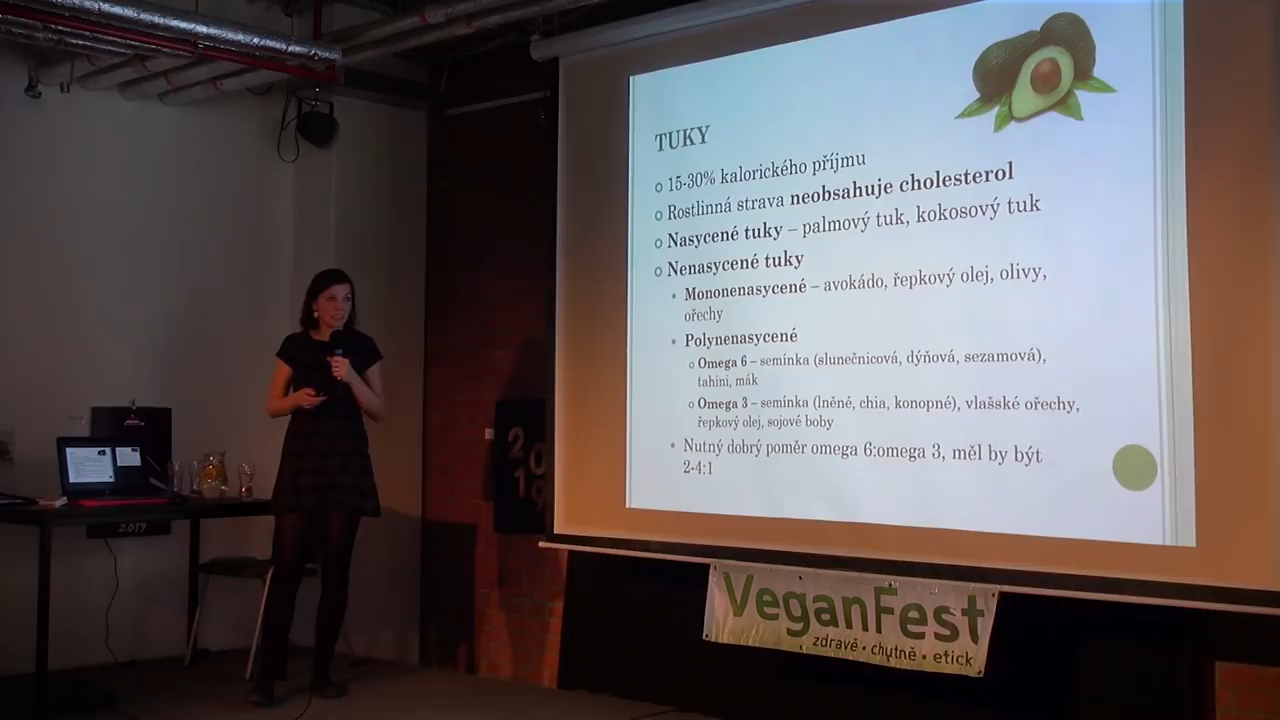 TUKY
15-30% kalorického příjmu
Rostlinná strava neobsahuje cholesterol
Nasycené tuky – palmový tuk, kokosový tuk
Nenasycené tuky
Mononenasycené – avokádo, řepkový olej, olivy,
ořechy
Polynenasycené
Omega 6 – semínka (slunečnicová, dýňová, sezamová),
tahini, mák
Omega 3 – semínka (lněné, chia, konopné), vlašské ořechy,
řepkový olej, sojové boby
Nutný dobrý poměr omega 6:omega 3, měl by být
2-4:1
20
19
2019
VeganFest
zdravě • chutně • etick